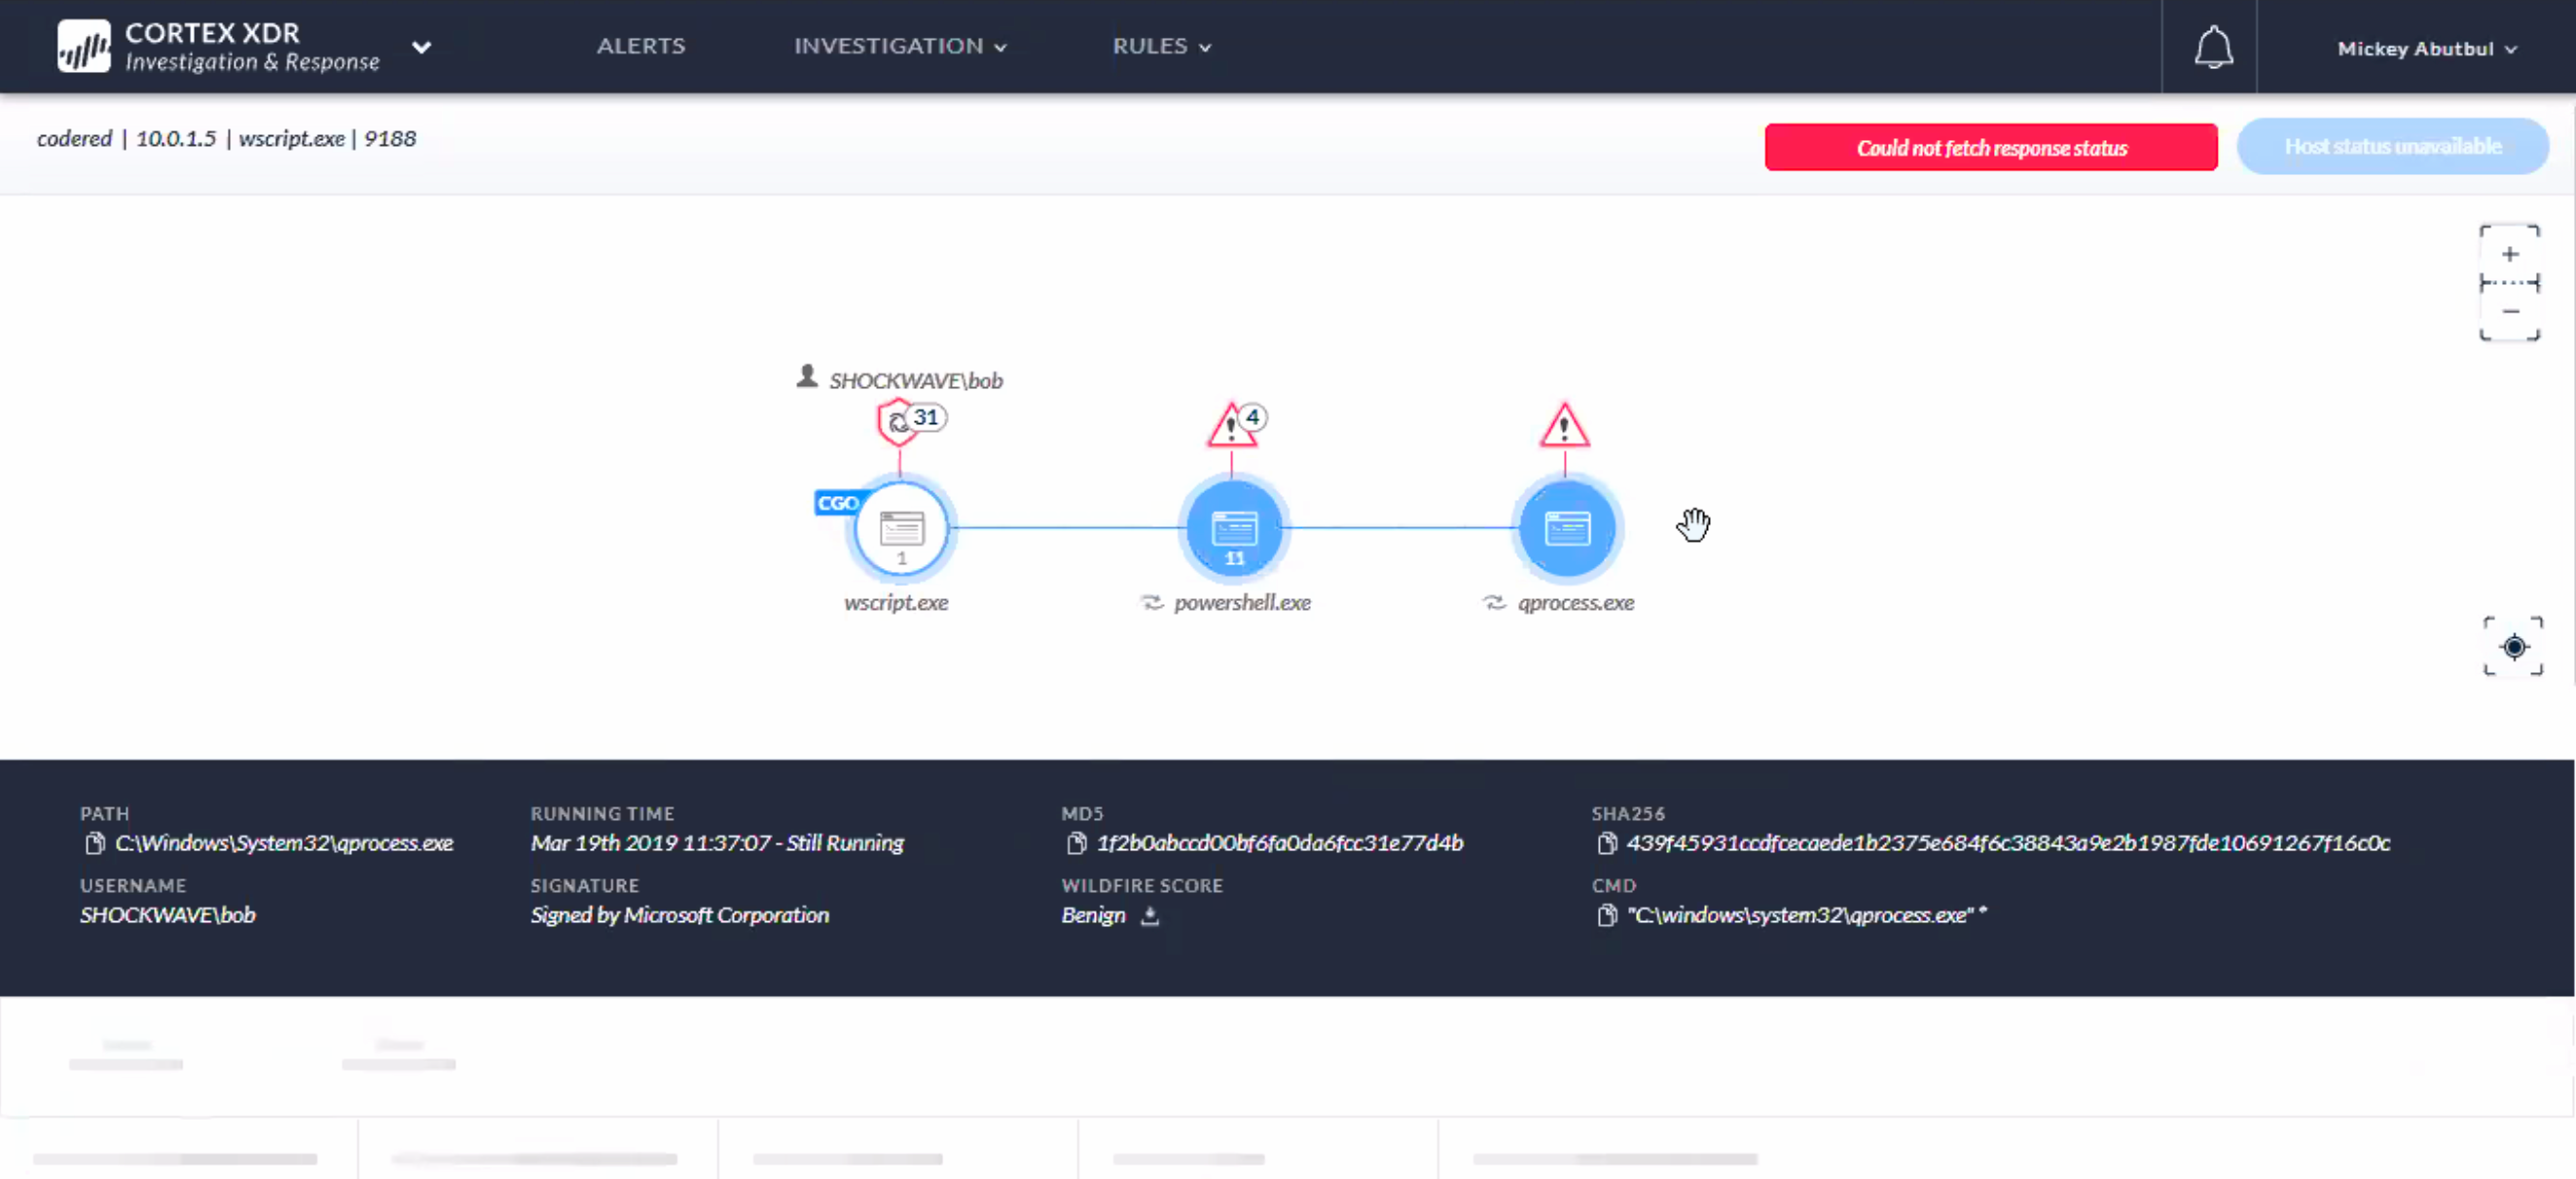 CORTEX XDR
Investigation & Response
ALERTS
INVESTIGATION
RULES
Mickey Abutbul
codered | 10.0.1.5 | wscript.exe | 9188
Could not fetch response status
Host status unavailable
+
−
SHOCKWAVE\bob
31
4
CGO
1
11
wscript.exe
powershell.exe
qprocess.exe
PATH
C:\Windows\System32\qprocess.exe
RUNNING TIME
Mar 19th 2019 11:37:07 - Still Running
MD5
1f2b0abccd00bf6fa0da6fcc31e77d4b
SHA256
439f45931ccdfcecaede1b2375e684f6c38843a9e2b1987fde10691267f16c0c
USERNAME
SHOCKWAVE\bob
SIGNATURE
Signed by Microsoft Corporation
WILDFIRE SCORE
Benign
CMD
"C:\windows\system32\qprocess.exe" *